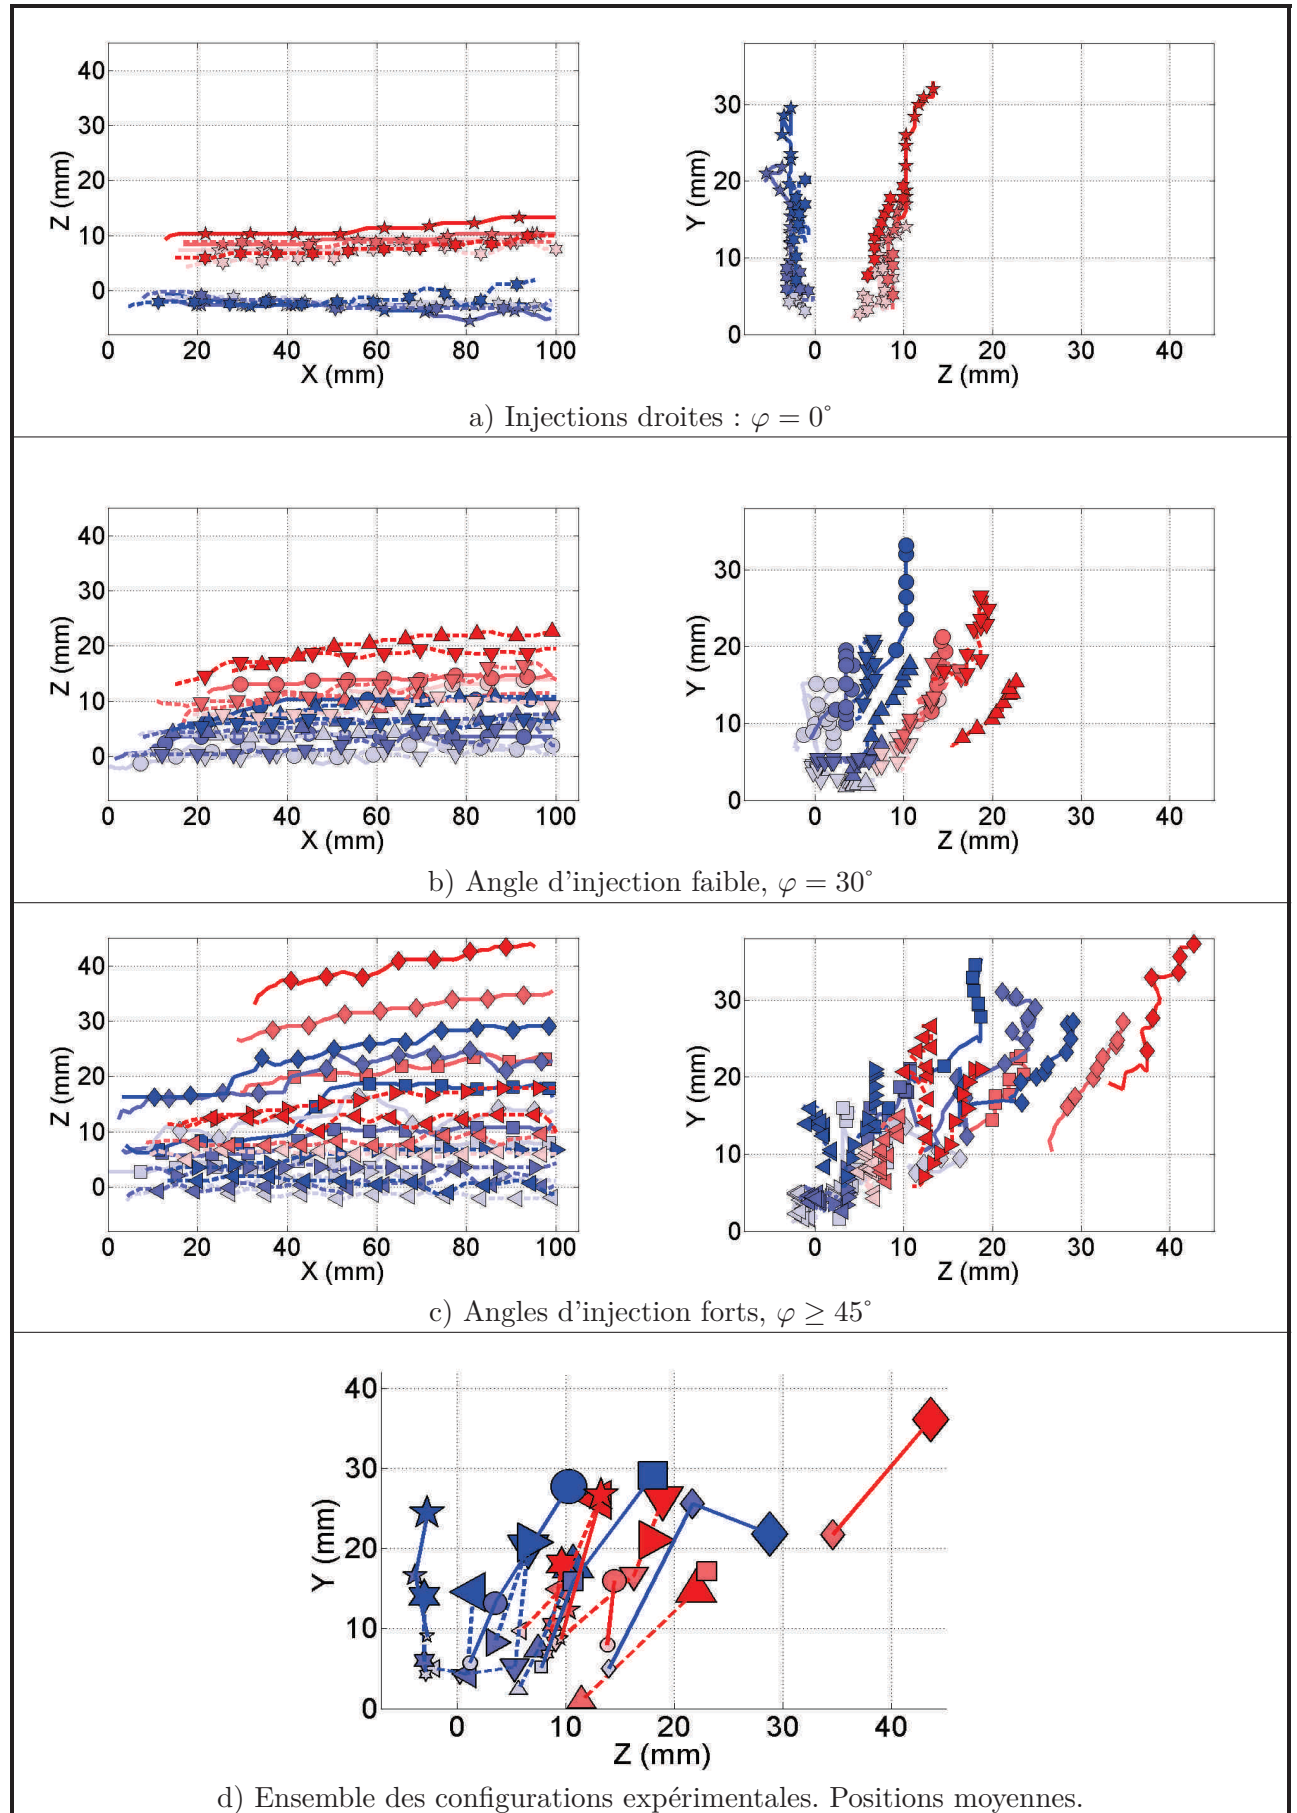 40
30
20
10
0
Z (mm)
0 20 40 60 80 100
X (mm)
30
20
10
0
Y (mm)
0 10 20 30 40
Z (mm)
a) Injections droites : φ = 0°
40
30
20
10
0
Z (mm)
0 20 40 60 80 100
X (mm)
30
20
10
0
Y (mm)
0 10 20 30 40
Z (mm)
b) Angle d'injection faible, φ = 30°
40
30
20
10
0
Z (mm)
0 20 40 60 80 100
X (mm)
30
20
10
0
Y (mm)
0 10 20 30 40
Z (mm)
c) Angles d'injection forts, φ ≥ 45°
40
30
20
10
0
Y (mm)
0 10 20 30 40
Z (mm)
d) Ensemble des configurations expérimentales. Positions moyennes.